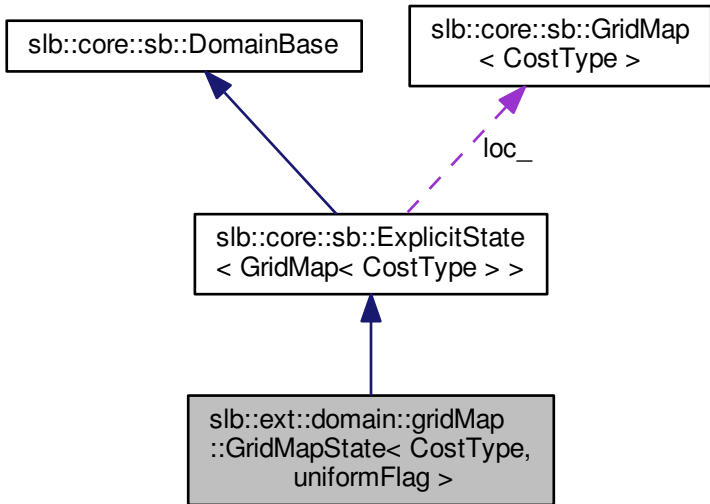 slb::core::sb::DomainBase
slb::core::sb::GridMap
< CostType >
loc_
slb::core::sb::ExplicitState
< GridMap< CostType > >
slb::ext::domain::gridMap
::GridMapState< CostType,
uniformFlag >